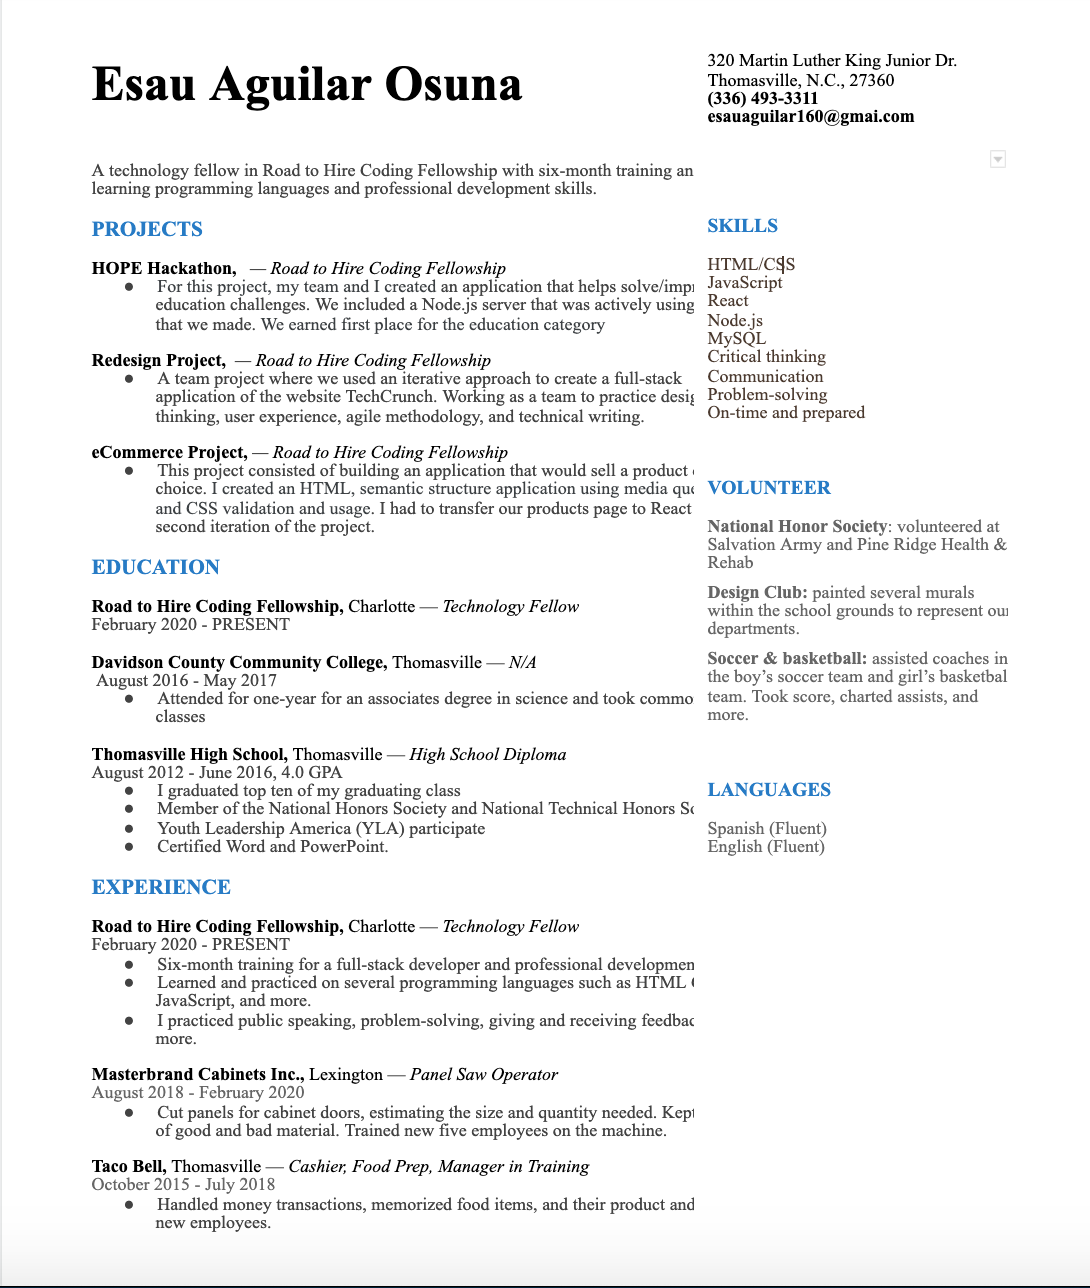 Esau Aguilar Osuna
320 Martin Luther King Junior Dr.
Thomasville, N.C., 27360
(336) 493-3311
esauaguilar160@gmai.com
A technology fellow in Road to Hire Coding Fellowship with six-month training an
learning programming languages and professional development skills.
PROJECTS
HOPE Hackathon, — Road to Hire Coding Fellowship
● For this project, my team and I created an application that helps solve/impr
education challenges. We included a Node.js server that was actively using
that we made. We earned first place for the education category
Redesign Project, — Road to Hire Coding Fellowship
● A team project where we used an iterative approach to create a full-stack
application of the website TechCrunch. Working as a team to practice desig
thinking, user experience, agile methodology, and technical writing.
eCommerce Project, — Road to Hire Coding Fellowship
● This project consisted of building an application that would sell a product
choice. I created an HTML, semantic structure application using media que
and CSS validation and usage. I had to transfer our products page to React
second iteration of the project.
EDUCATION
Road to Hire Coding Fellowship, Charlotte — Technology Fellow
February 2020 - PRESENT
Davidson County Community College, Thomasville — N/A
August 2016 - May 2017
● Attended for one-year for an associates degree in science and took commo
classes
Thomasville High School, Thomasville — High School Diploma
August 2012 - June 2016, 4.0 GPA
● I graduated top ten of my graduating class
● Member of the National Honors Society and National Technical Honors So
● Youth Leadership America (YLA) participate
● Certified Word and PowerPoint.
EXPERIENCE
Road to Hire Coding Fellowship, Charlotte — Technology Fellow
February 2020 - PRESENT
● Six-month training for a full-stack developer and professional developmen
● Learned and practiced on several programming languages such as HTML
JavaScript, and more.
● I practiced public speaking, problem-solving, giving and receiving feedbac
more.
Masterbrand Cabinets Inc., Lexington — Panel Saw Operator
August 2018 - February 2020
● Cut panels for cabinet doors, estimating the size and quantity needed. Kept
of good and bad material. Trained new five employees on the machine.
Taco Bell, Thomasville — Cashier, Food Prep, Manager in Training
October 2015 - July 2018
● Handled money transactions, memorized food items, and their product and
new employees.
SKILLS
HTML/CSS
JavaScript
React
Node.js
MySQL
Critical thinking
Communication
Problem-solving
On-time and prepared
VOLUNTEER
National Honor Society: volunteered at
Salvation Army and Pine Ridge Health &
Rehab
Design Club: painted several murals
within the school grounds to represent our
departments.
Soccer & basketball: assisted coaches in
the boy's soccer team and girl's basketbal
team. Took score, charted assists, and
more.
LANGUAGES
Spanish (Fluent)
English (Fluent)